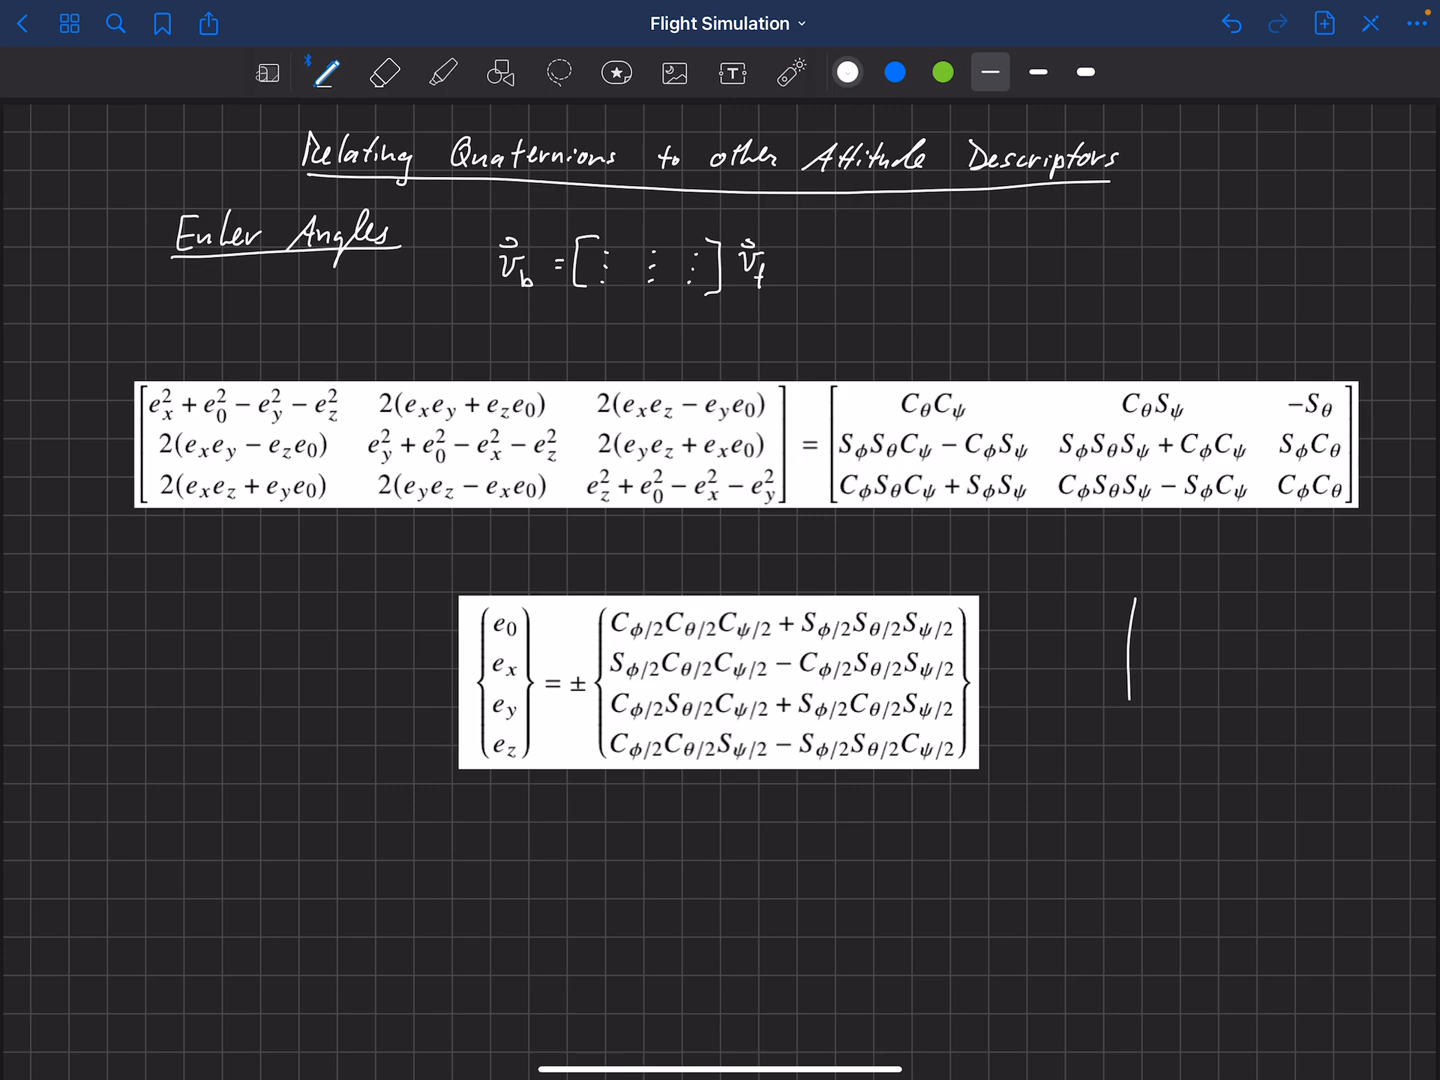 Flight Simulation
Relating Quaternions to other Attitude Descriptors
Euler Angles
v⃗_b = [⋮ ⋮ ⋮] v⃗_f
[e_x² + e_0² − e_y² − e_z² 2(e_x e_y + e_z e_0) 2(e_x e_z − e_y e_0)] = [C_θ C_ψ C_θ S_ψ −S_θ]
[2(e_x e_y − e_z e_0) e_y² + e_0² − e_x² − e_z² 2(e_y e_z + e_x e_0)] = [S_ϕ S_θ C_ψ − C_ϕ S_ψ S_ϕ S_θ S_ψ + C_ϕ C_ψ S_ϕ C_θ]
[2(e_x e_z + e_y e_0) 2(e_y e_z − e_x e_0) e_z² + e_0² − e_x² − e_y²] = [C_ϕ S_θ C_ψ + S_ϕ S_ψ C_ϕ S_θ S_ψ − S_ϕ C_ψ C_ϕ C_θ]
{e_0} = ± {C_ϕ/2 C_θ/2 C_ψ/2 + S_ϕ/2 S_θ/2 S_ψ/2}
{e_x} {S_ϕ/2 C_θ/2 C_ψ/2 − C_ϕ/2 S_θ/2 S_ψ/2}
{e_y} {C_ϕ/2 S_θ/2 C_ψ/2 + S_ϕ/2 C_θ/2 S_ψ/2}
{e_z} {C_ϕ/2 C_θ/2 S_ψ/2 − S_ϕ/2 S_θ/2 C_ψ/2}